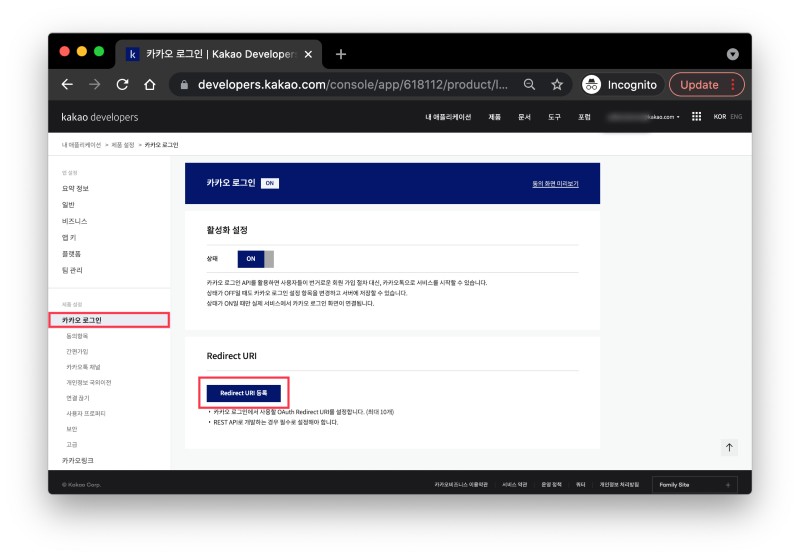 카카오 로그인 | Kakao Developer
developers.kakao.com/console/app/618112/product/l...
Incognito
Update
kakao developers
내 애플리케이션 제품 문서 도구 포럼
kakao.com
KOR ENG
내 애플리케이션 > 제품 설정 > 카카오 로그인
앱 설정
요약 정보
일반
비즈니스
앱 키
플랫폼
팀 관리
제품 설정
카카오 로그인
동의항목
간편가입
카카오톡 채널
개인정보 국외이전
연결 끊기
사용자 프로퍼티
보안
고급
카카오링크
카카오 로그인 ON
동의 화면 미리보기
활성화 설정
상태 ON
카카오 로그인 API를 활용하면 사용자들이 번거로운 회원 가입 절차 대신, 카카오톡으로 서비스를 시작할 수 있습니다.
상태가 OFF일 때도 카카오 로그인 설정 항목을 변경하고 서버에 저장할 수 있습니다.
상태가 ON일 때만 실제 서비스에서 카카오 로그인 화면이 연결됩니다.
Redirect URI
Redirect URI 등록
• 카카오 로그인에서 사용할 OAuth Redirect URI를 설정합니다. (최대 10개)
• REST API로 개발하는 경우 필수로 설정해야 합니다.
© Kakao Corp.
카카오비즈니스 이용약관 서비스 약관 운영 정책 쿼터 개인정보 처리방침
Family Site +